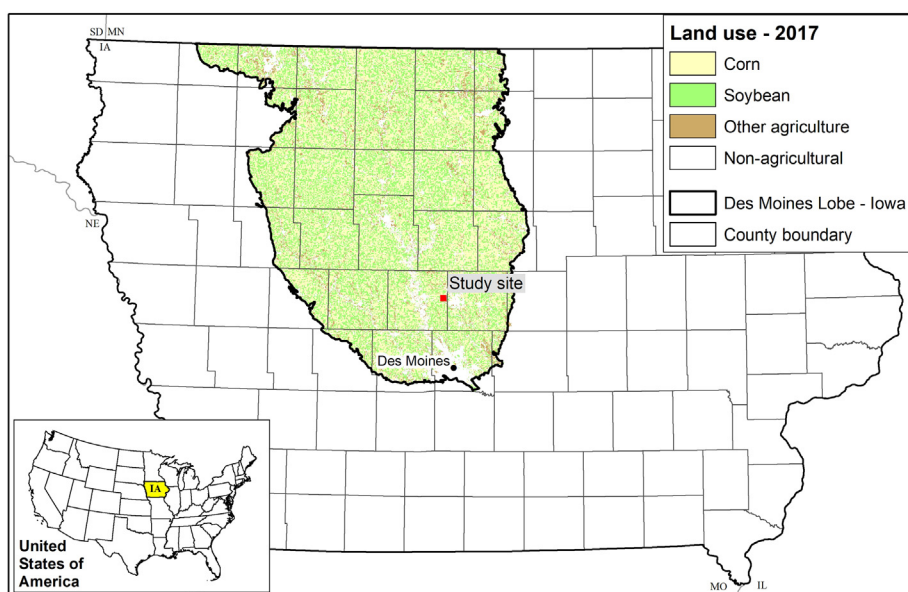 SD MN
IA
Land use - 2017
Corn
Soybean
Other agriculture
Non-agricultural
Des Moines Lobe - Iowa
County boundary
NE
Study site
Des Moines
IA
United
States of
America
MO IL